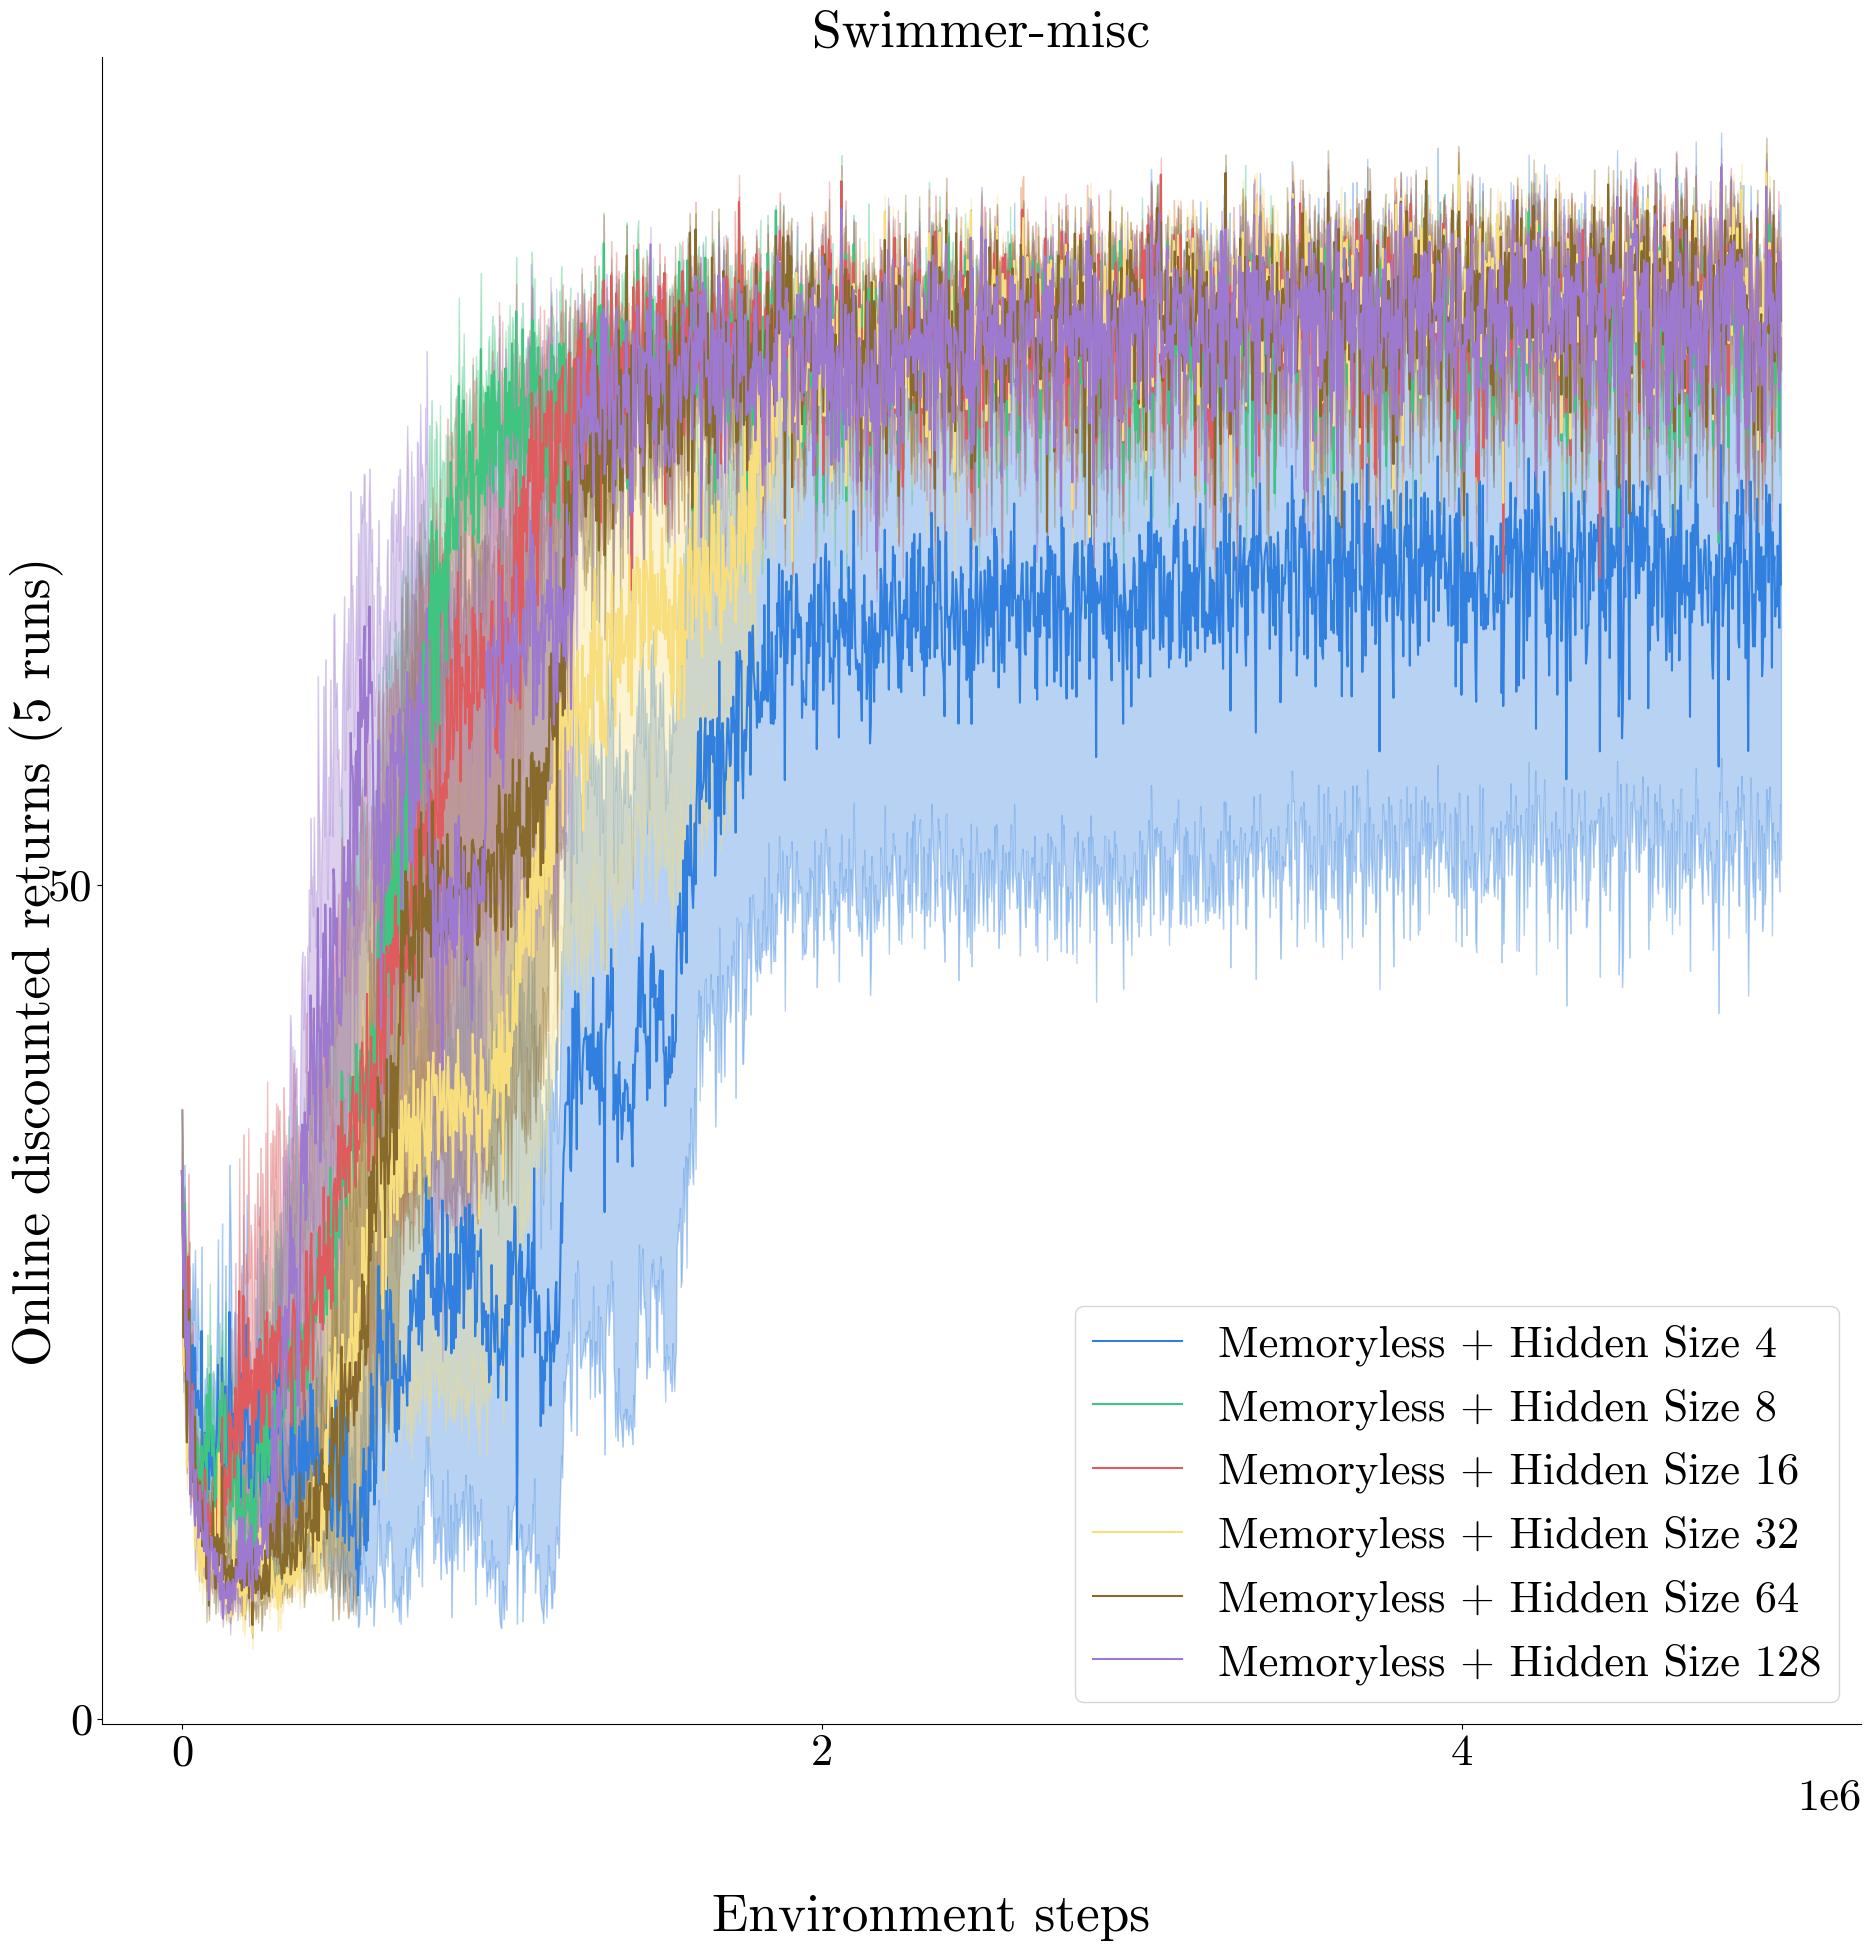 Swimmer-misc
Online discounted returns (5 runs)
50
0
0 2 4
1e6
Environment steps
Memoryless + Hidden Size 4
Memoryless + Hidden Size 8
Memoryless + Hidden Size 16
Memoryless + Hidden Size 32
Memoryless + Hidden Size 64
Memoryless + Hidden Size 128